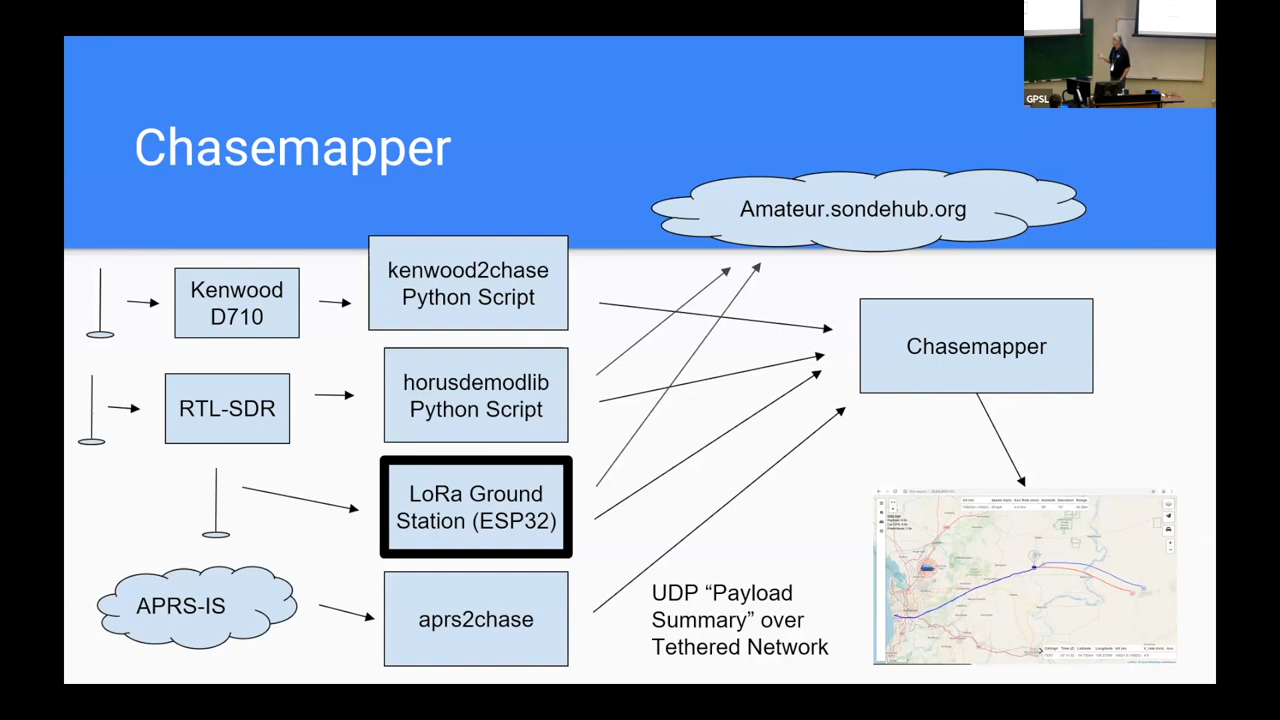 GPSL
Chasemapper
Amateur.sondehub.org
Kenwood
D710
kenwood2chase
Python Script
Chasemapper
RTL-SDR
horusdemodlib
Python Script
LoRa Ground
Station (ESP32)
APRS-IS
aprs2chase
UDP “Payload
Summary” over
Tethered Network